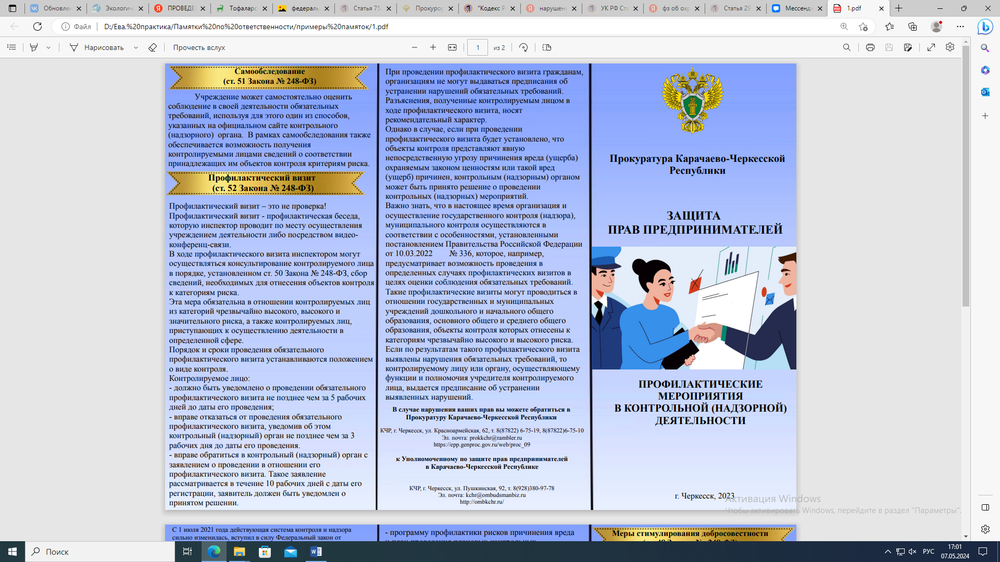 Обновлен
Экологич
ПРОВЕДЕ
Тофаларс
федераль
Статья 75.
Прокурор
"Кодекс Р
нарушени
УК РФ Ста
фз об охр
Статья 29
Мессендж
1.pdf
Файл
D:/Ева,%20практика/Памятки%20по%20ответственности/примеры%20памяток/1.pdf
Нарисовать
Прочесть вслух
1
из 2
Самообследование
(ст. 51 Закона № 248-ФЗ)
Учреждение может самостоятельно оценить
соблюдение в своей деятельности обязательных
требований, используя для этого один из способов,
указанных на официальном сайте контрольного
(надзорного) органа. В рамках самообследования также
обеспечивается возможность получения
контролируемыми лицами сведений о соответствии
принадлежащих им объектов контроля критериям риска.
Профилактический визит
(ст. 52 Закона № 248-ФЗ)
Профилактический визит – это не проверка!
Профилактический визит - профилактическая беседа,
которую инспектор проводит по месту осуществления
учреждением деятельности либо посредством видео-
конференц-связи.
В ходе профилактического визита инспектором могут
осуществляться консультирование контролируемого лица
в порядке, установленном ст. 50 Закона № 248-ФЗ, сбор
сведений, необходимых для отнесения объектов контроля
к категориям риска.
Эта мера обязательна в отношении контролируемых лиц
из категорий чрезвычайно высокого, высокого и
значительного риска, а также контролируемых лиц,
приступающих к осуществлению деятельности в
определенной сфере.
Порядок и сроки проведения обязательного
профилактического визита устанавливаются положением
о виде контроля.
Контролируемое лицо:
- должно быть уведомлено о проведении обязательного
профилактического визита не позднее чем за 5 рабочих
дней до даты его проведения;
- вправе отказаться от проведения обязательного
профилактического визита, уведомив об этом
контрольный (надзорный) орган не позднее чем за 3
рабочих дня до даты его проведения.
- вправе обратиться в контрольный (надзорный) орган с
заявлением о проведении в отношении его
профилактического визита. Такое заявление
рассматривается в течение 10 рабочих дней с даты его
регистрации, заявитель должен быть уведомлен о
принятом решении.
При проведении профилактического визита гражданам,
организациям не могут выдаваться предписания об
устранении нарушений обязательных требований.
Разъяснения, полученные контролируемым лицом в
ходе профилактического визита, носят
рекомендательный характер.
Однако в случае, если при проведении
профилактического визита будет установлено, что
объекты контроля представляют явную
непосредственную угрозу причинения вреда (ущерба)
охраняемым законом ценностям или такой вред
(ущерб) причинен, контрольным (надзорным) органом
может быть принято решение о проведении
контрольных (надзорных) мероприятий.
Важно знать, что в настоящее время организация и
осуществление государственного контроля (надзора),
муниципального контроля осуществляются в
соответствии с особенностями, установленными
постановлением Правительства Российской Федерации
от 10.03.2022 № 336, которое, например,
предусматривает возможность проведения в
определенных случаях профилактических визитов в
целях оценки соблюдения обязательных требований.
Такие профилактические визиты могут проводиться в
отношении государственных и муниципальных
учреждений дошкольного и начального общего
образования, основного общего и среднего общего
образования, объекты контроля которых отнесены к
категориям чрезвычайно высокого и высокого риска.
Если по результатам такого профилактического визита
выявлены нарушения обязательных требований, то
контролируемому лицу или органу, осуществляющему
функции и полномочия учредителя контролируемого
лица, выдается предписание об устранении
выявленных нарушений.
В случае нарушения ваших прав вы можете обратиться в
Прокуратуру Карачаево-Черкесской Республики
КЧР, г. Черкесск, ул. Красноармейская, 62, т. 8(87822) 6-75-19, 8(87822)6-75-10
Эл. почта: prokkchr@rambler.ru
https://epp.genproc.gov.ru/web/proc_09
к Уполномоченному по защите прав предпринимателей
в Карачаево-Черкесской Республике
КЧР, г. Черкесск, ул. Пушкинская, 92, т. 8(928)380-97-78
Эл. почта: kchr@ombudsmanbiz.ru
http://ombkchr.ru/
Прокуратура Карачаево-Черкесской
Республики
ЗАЩИТА
ПРАВ ПРЕДПРИНИМАТЕЛЕЙ
ПРОФИЛАКТИЧЕСКИЕ
МЕРОПРИЯТИЯ
В КОНТРОЛЬНОЙ (НАДЗОРНОЙ)
ДЕЯТЕЛЬНОСТИ
г. Черкесск, 2023
Активация Windows
Чтобы активировать Windows, перейдите в раздел "Параметры".
С 1 июля 2021 года действующая система контроля и надзора
сильно изменилась, вступил в силу Федеральный закон от
- программу профилактики рисков причинения вреда
Меры стимулирования добросовестности
Поиск
РУС
17:01
07.05.2024